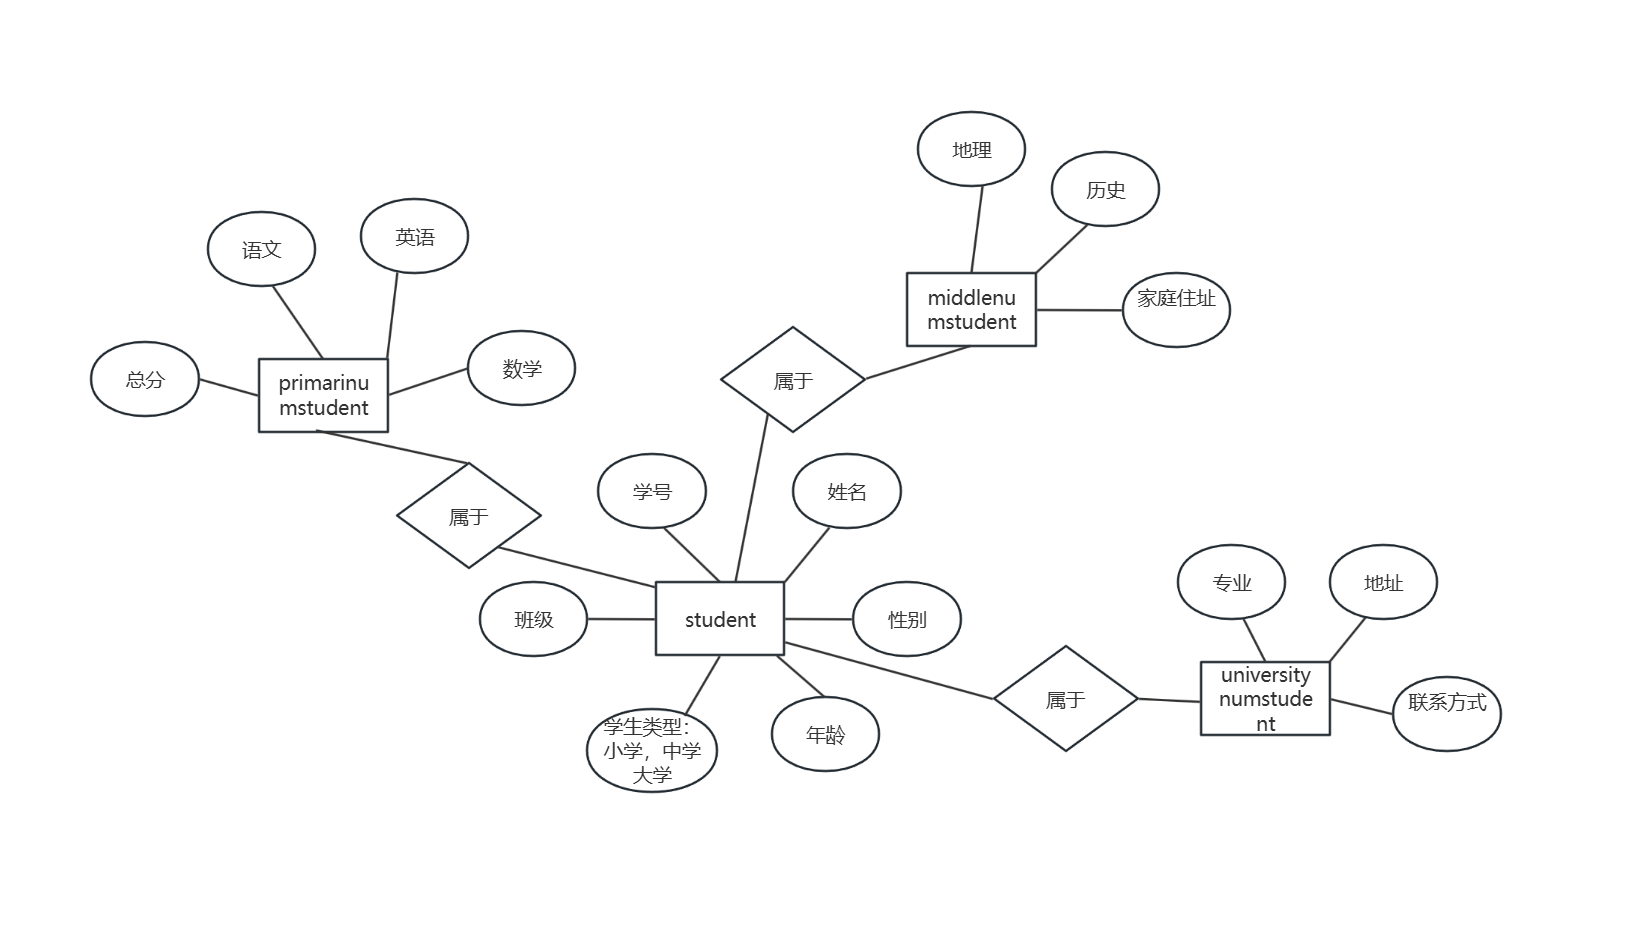 地理
历史
英语
语文
middlenu
mstudent
家庭住址
数学
总分
primarinu
mstudent
属于
属于
学号
姓名
专业
地址
班级
student
性别
university
numstude
nt
属于
联系方式
学生类型：
小学，中学
大学
年龄